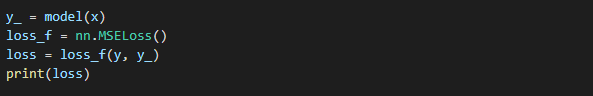 y_ = model(x)
loss_f = nn.MSELoss()
loss = loss_f(y, y_)
print(loss)